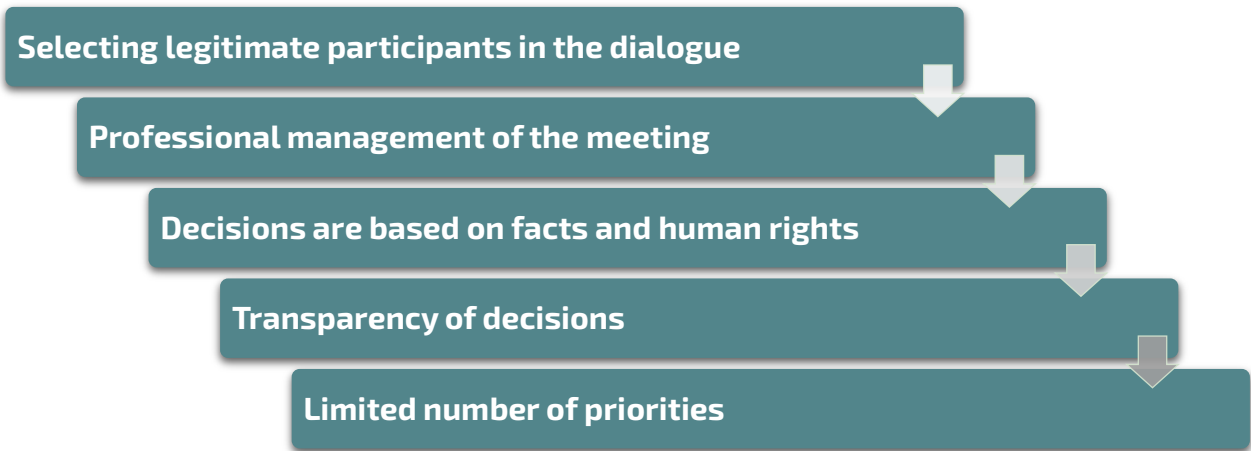 Selecting legitimate participants in the dialogue
Professional management of the meeting
Decisions are based on facts and human rights
Transparency of decisions
Limited number of priorities